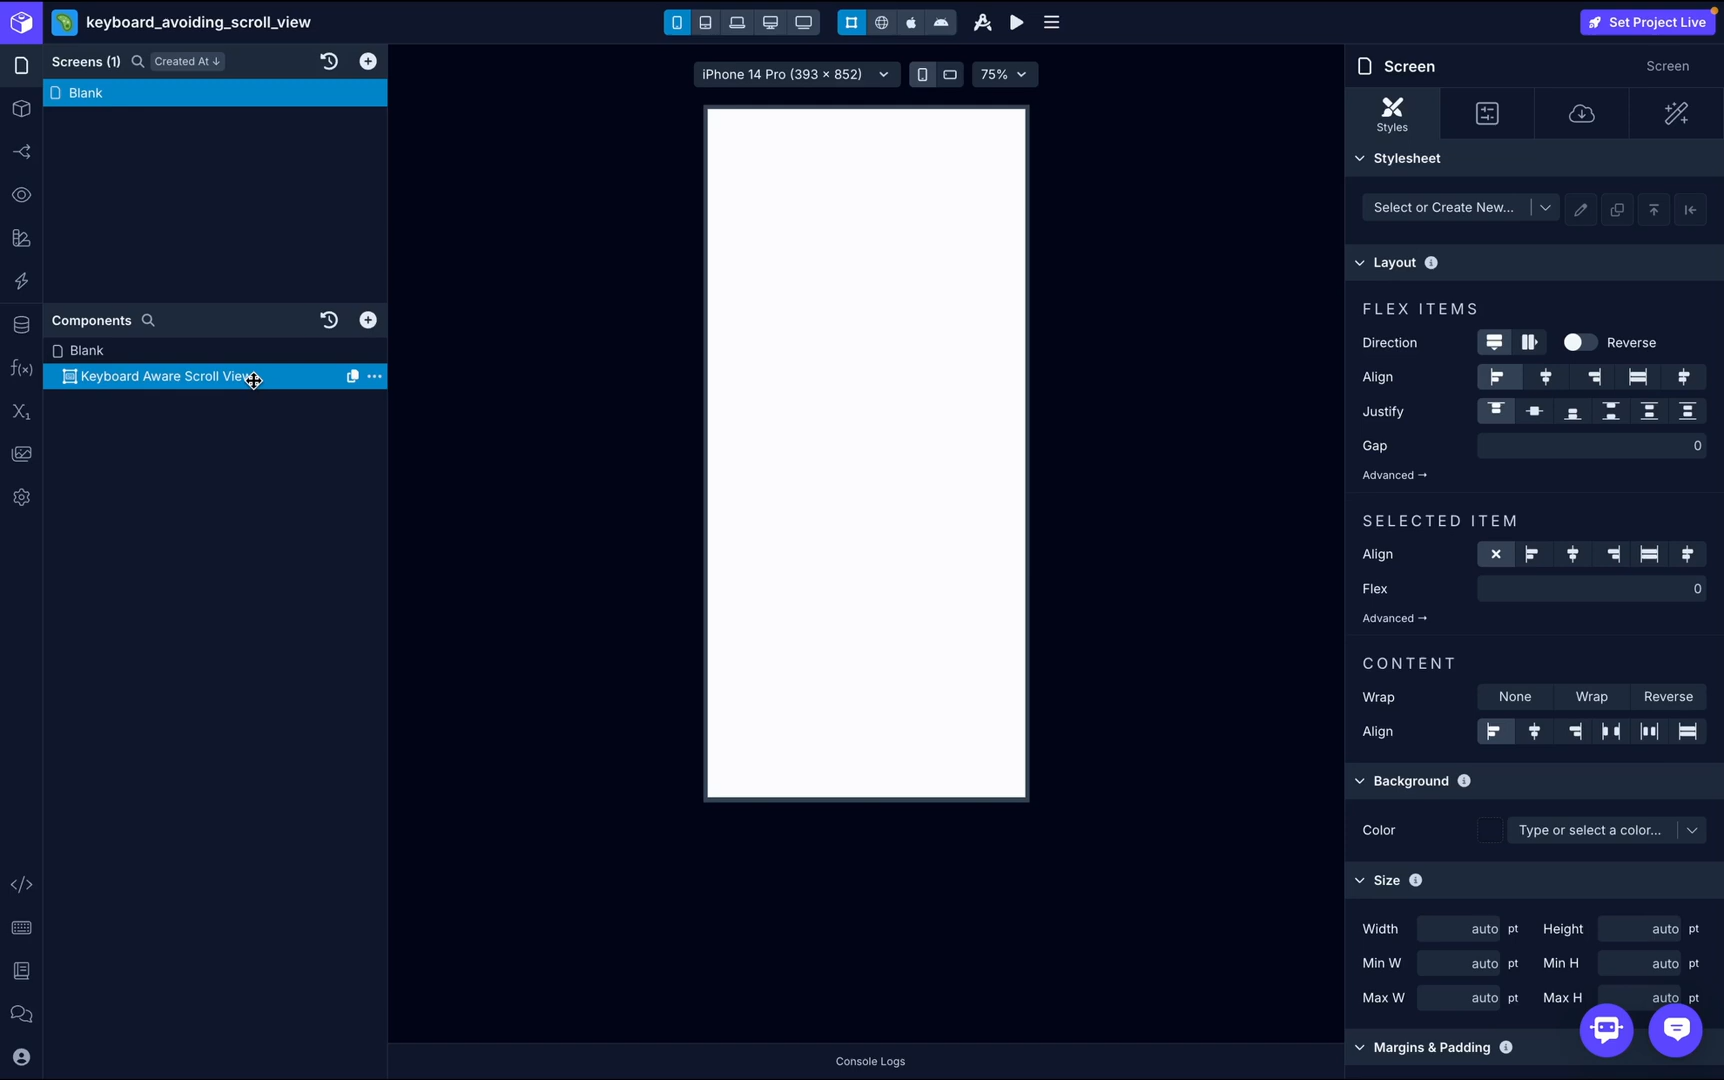 keyboard_avoiding_scroll_view
Set Project Live
Screens (1) Created At ↓
Blank
Components
Blank
Keyboard Aware Scroll View
f(x)
X₁
</>
iPhone 14 Pro (393 × 852)
75%
Console Logs
Screen Screen
Styles
Stylesheet
Select or Create New...
Layout
FLEX ITEMS
Direction Reverse
Align
Justify
Gap 0
Advanced →
SELECTED ITEM
Align
Flex 0
Advanced →
CONTENT
Wrap None Wrap Reverse
Align
Background
Color Type or select a color...
Size
Width auto pt Height auto pt
Min W auto pt Min H auto pt
Max W auto pt Max H auto pt
Margins & Padding